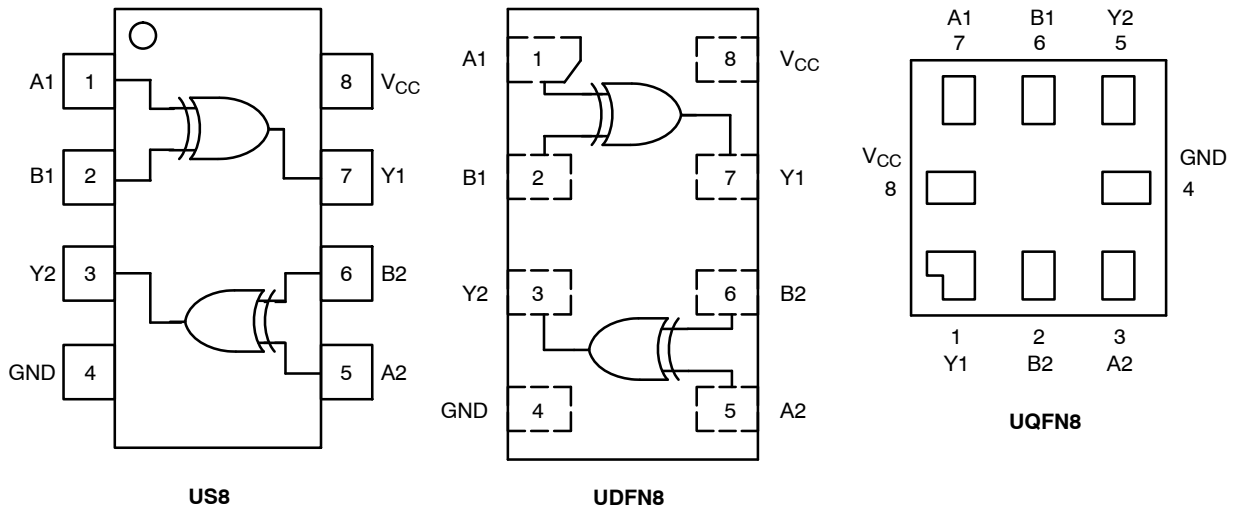 A1 1 8 VCC
B1 2 7 Y1
Y2 3 6 B2
GND 4 5 A2
US8
A1 1 8 VCC
B1 2 7 Y1
Y2 3 6 B2
GND 4 5 A2
UDFN8
A1 B1 Y2
7 6 5
VCC GND
8 4
1 2 3
Y1 B2 A2
UQFN8